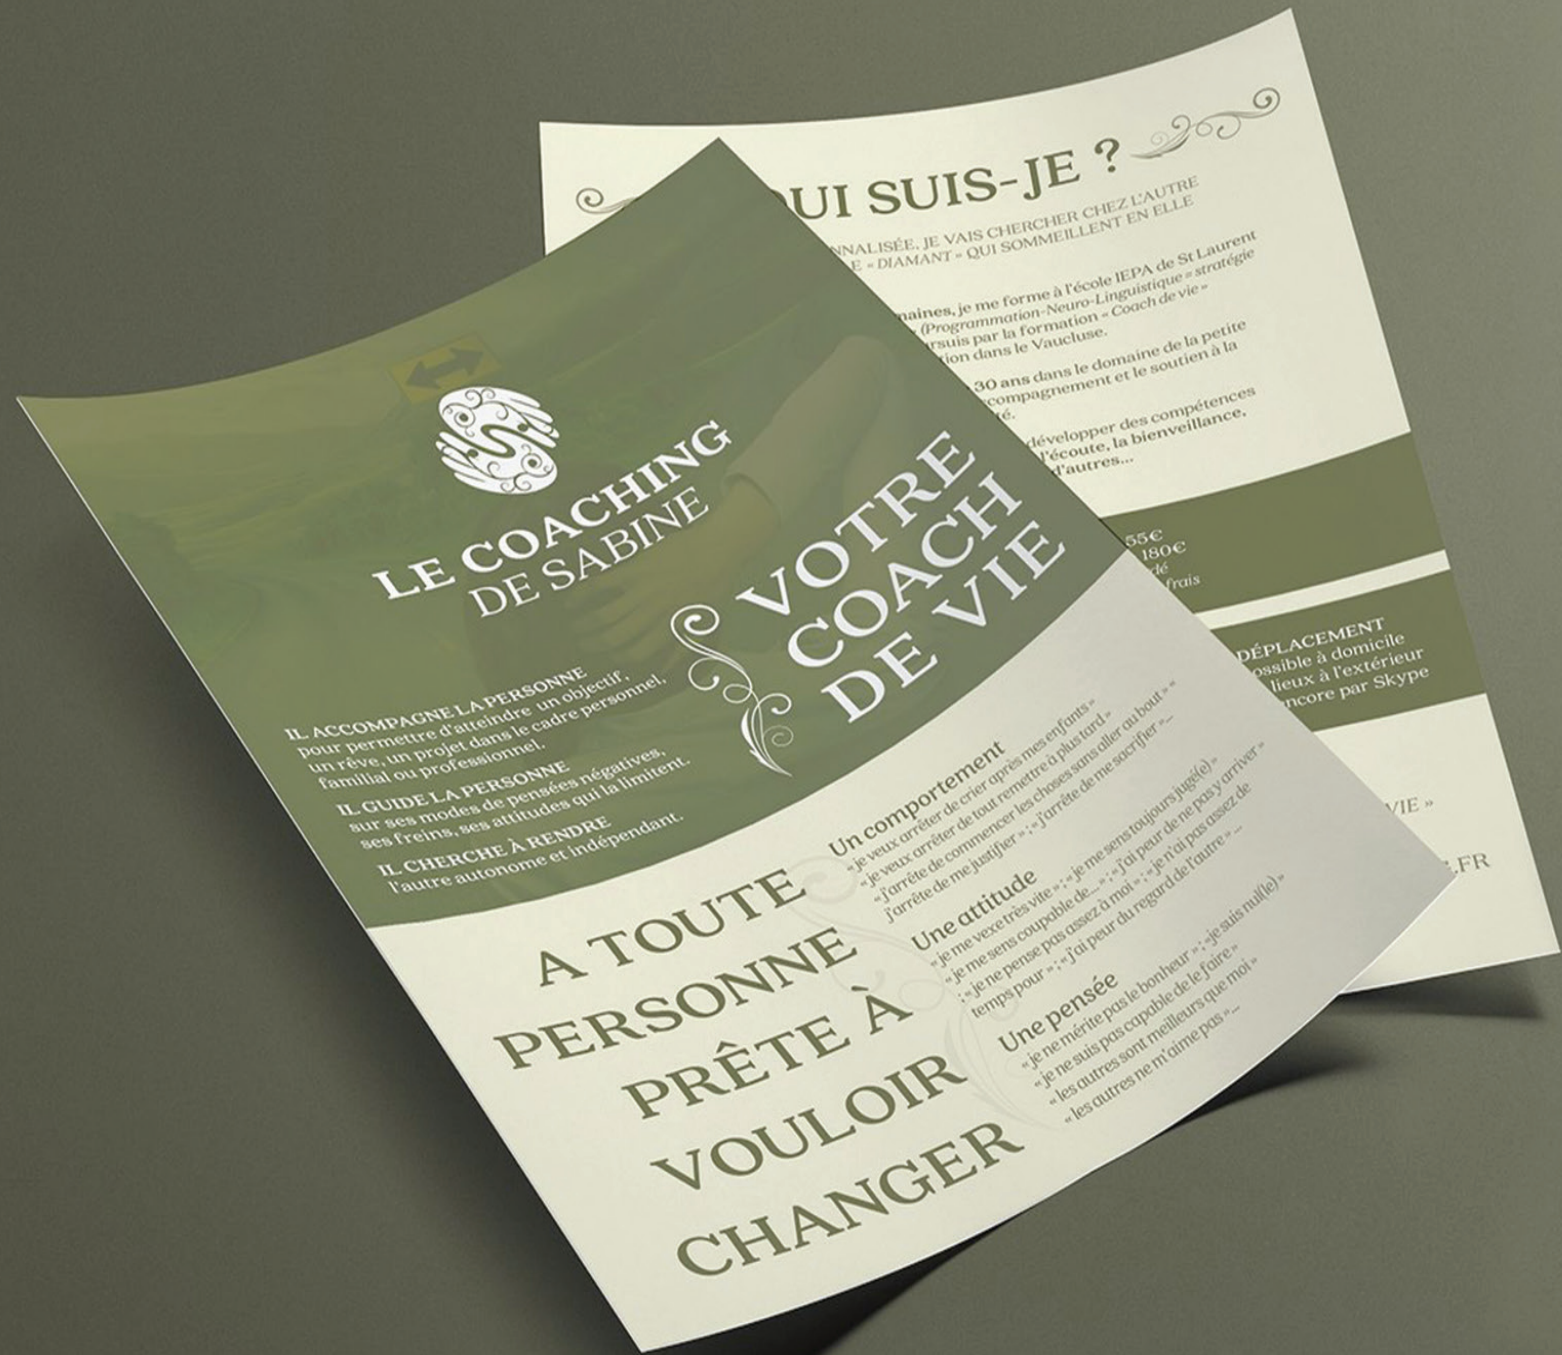 LE COACHING
DE SABINE
VOTRE
COACH
DE VIE
IL ACCOMPAGNE LA PERSONNE
pour permettre d'atteindre un objectif,
un rêve, un projet dans le cadre personnel,
familial ou professionnel.
IL GUIDE LA PERSONNE
sur ses modes de pensées négatives,
ses freins, ses attitudes qui la limitent.
IL CHERCHE À RENDRE
l'autre autonome et indépendant.
A TOUTE
PERSONNE
PRÊTE À
VOULOIR
CHANGER
Un comportement
« je veux arrêter de crier après mes enfants »
« je veux arrêter de tout remettre à plus tard »
« j'arrête de commencer les choses sans aller au bout » «
j'arrête de me justifier » ; « j'arrête de me sacrifier »...
Une attitude
« je me vexe très vite » ; « je me sens toujours jugé(e) »
« je me sens coupable de... » ; « j'ai peur de ne pas y arriver »
; « je ne pense pas assez à moi » ; « je n'ai pas assez de
temps pour » ; « j'ai peur du regard de l'autre »...
Une pensée
« je ne mérite pas le bonheur » ; « je suis nul(le) »
« je ne suis pas capable de le faire »
« les autres sont meilleurs que moi »
« les autres ne m'aime pas »...
UI SUIS-JE ?
NNALISÉE, JE VAIS CHERCHER CHEZ L'AUTRE
E « DIAMANT » QUI SOMMEILLENT EN ELLE
maines, je me forme à l'école IEPA de St Laurent
(Programmation-Neuro-Linguistique = stratégie
rsuis par la formation « Coach de vie »
tion dans le Vaucluse.
30 ans dans le domaine de la petite
ccompagnement et le soutien à la
té.
développer des compétences
l'écoute, la bienveillance,
d'autres...
55€
180€
dé
frais
DÉPLACEMENT
ossible à domicile
lieux à l'extérieur
encore par Skype
VIE »
.FR